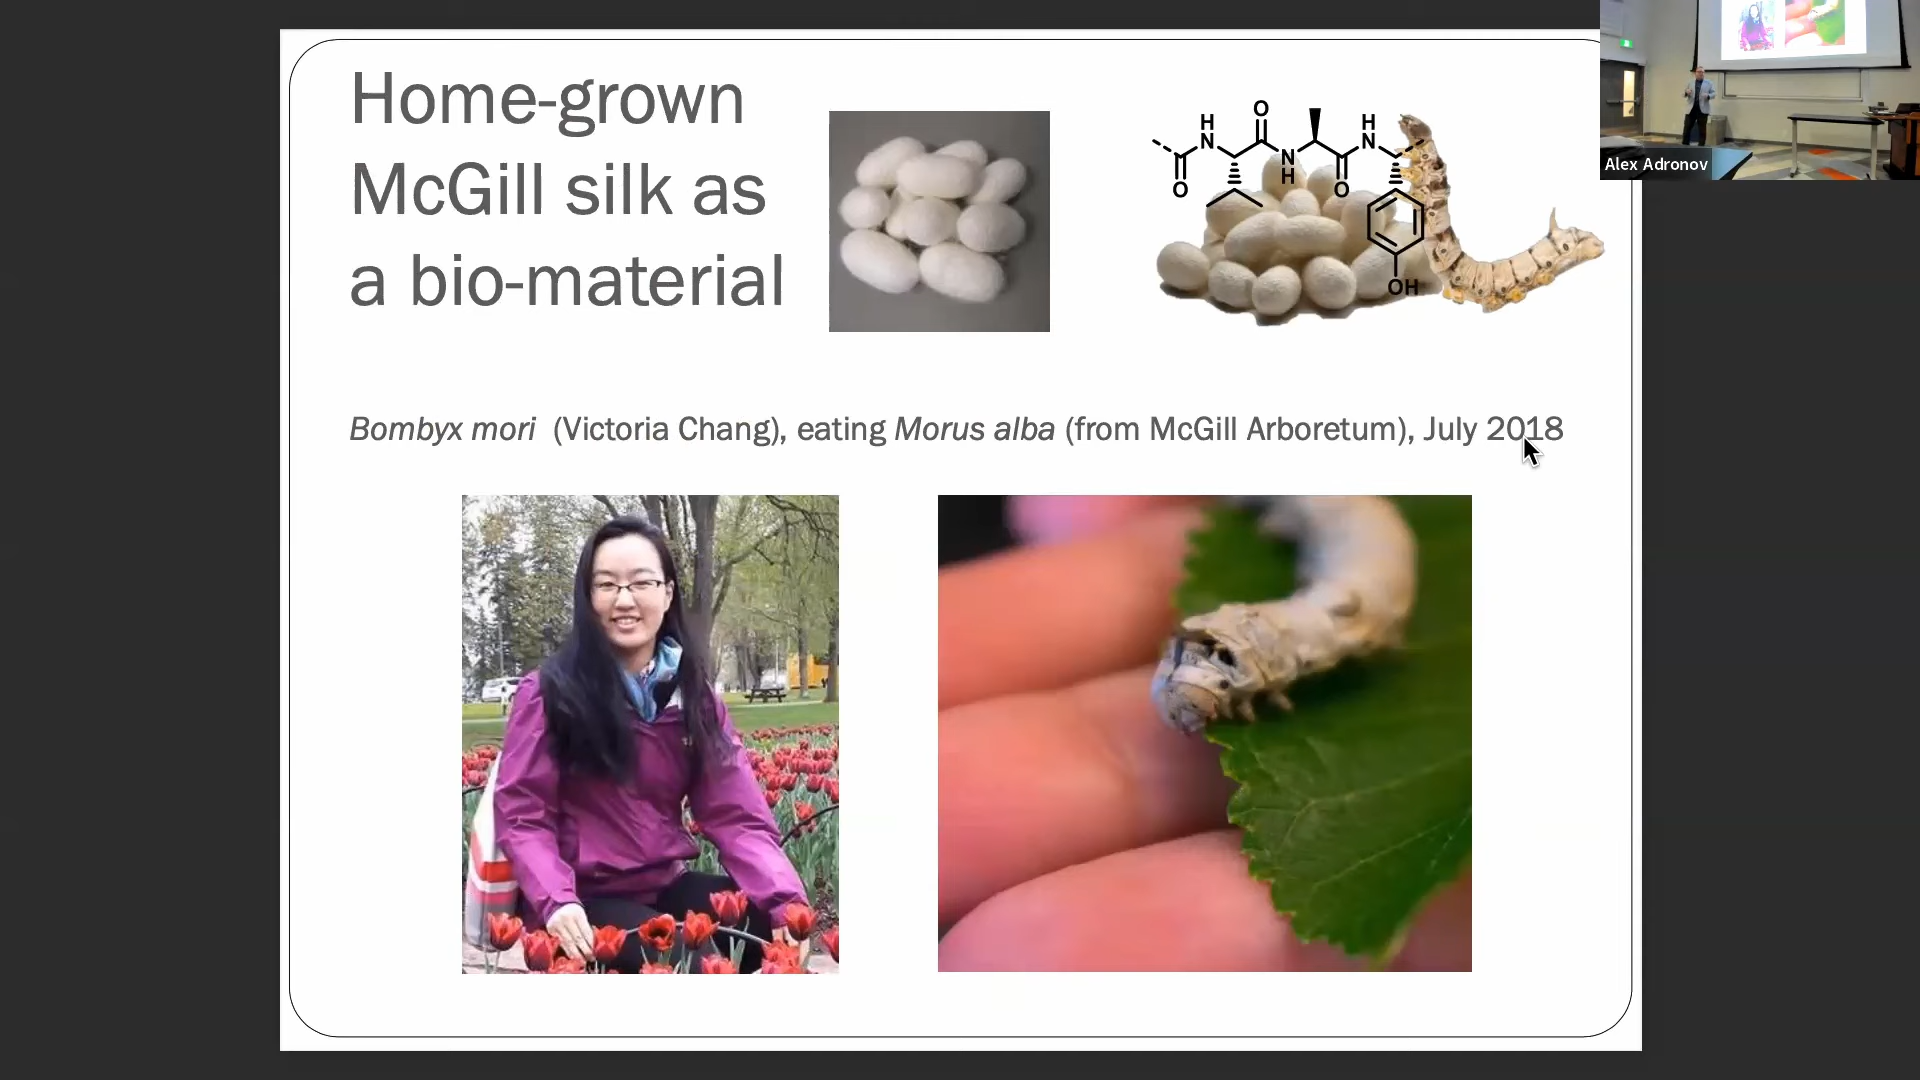 Home-grown
McGill silk as
a bio-material
H
N
O
N
H
O
H
N
O
OH
Alex Adronov
Bombyx mori (Victoria Chang), eating Morus alba (from McGill Arboretum), July 2018